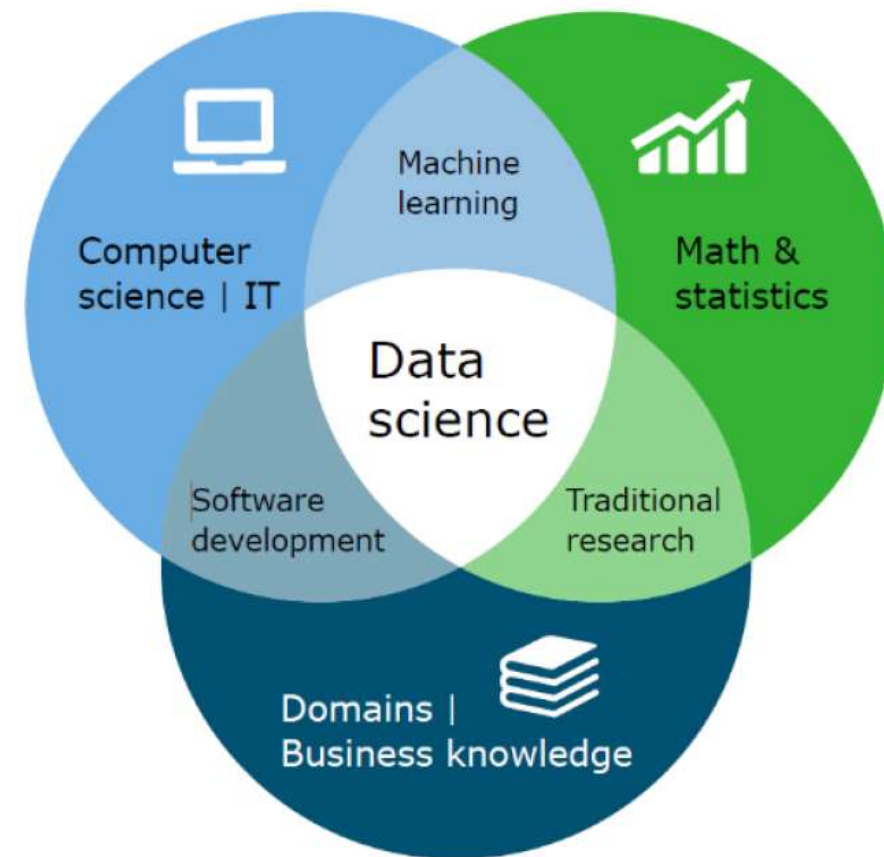 Machine
learning
Computer
science | IT
Math &
statistics
Data
science
Software
development
Traditional
research
Domains |
Business knowledge